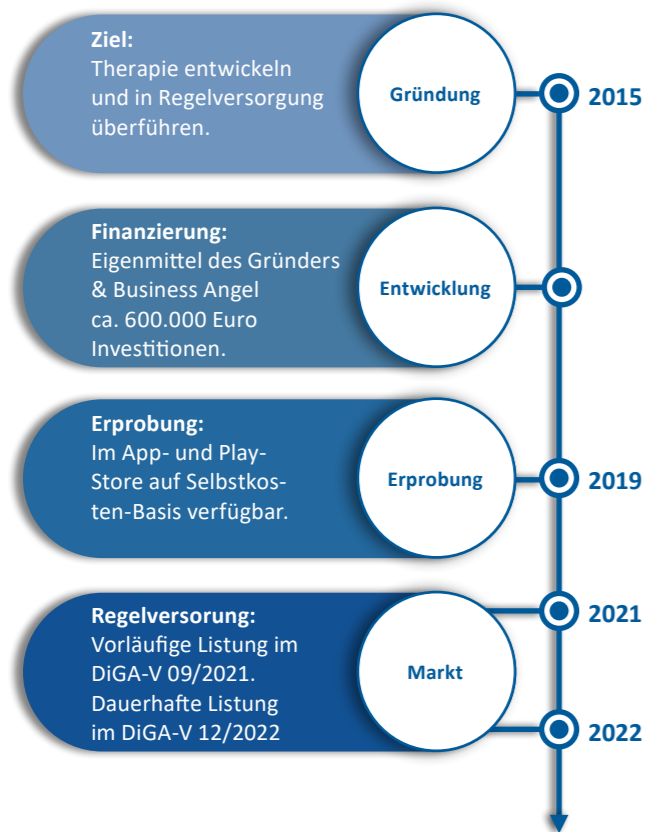 Ziel:
Therapie entwickeln
und in Regelversorgung
überführen.
Gründung
2015
Finanzierung:
Eigenmittel des Gründers
& Business Angel
ca. 600.000 Euro
Investitionen.
Entwicklung
Erprobung:
Im App- und Play-
Store auf Selbstkos-
ten-Basis verfügbar.
Erprobung
2019
Regelversorung:
Vorläufige Listung im
DiGA-V 09/2021.
Dauerhafte Listung
im DiGA-V 12/2022
Markt
2021
2022